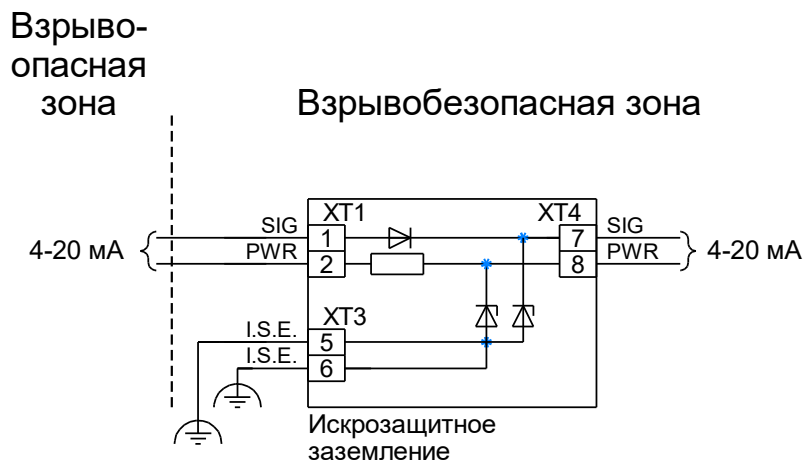 Взрыво-
опасная
зона
Взрывобезопасная зона
XT1
XT4
SIG
1
7
SIG
4-20 мА
PWR
2
8
PWR
4-20 мА
XT3
I.S.E.
5
I.S.E.
6
Искрозащитное
заземление